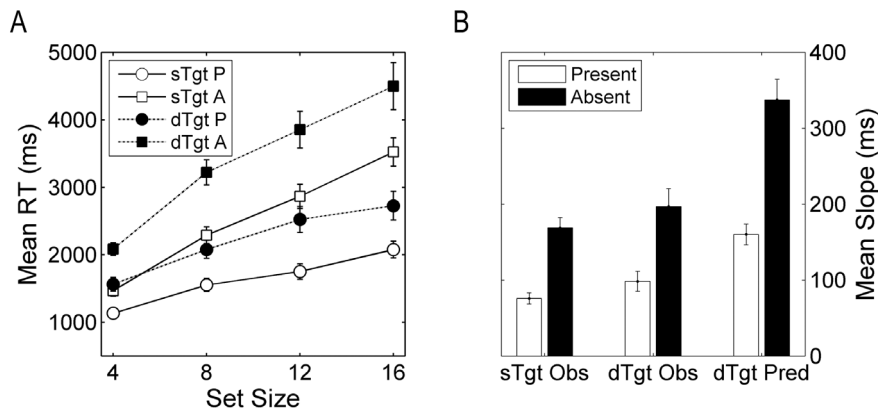 A
Mean RT (ms)
5000
4000
3000
2000
1000
sTgt P
sTgt A
dTgt P
dTgt A
4 8 12 16
Set Size
B
Present
Absent
400
300
200
100
0
Mean Slope (ms)
sTgt Obs dTgt Obs dTgt Pred